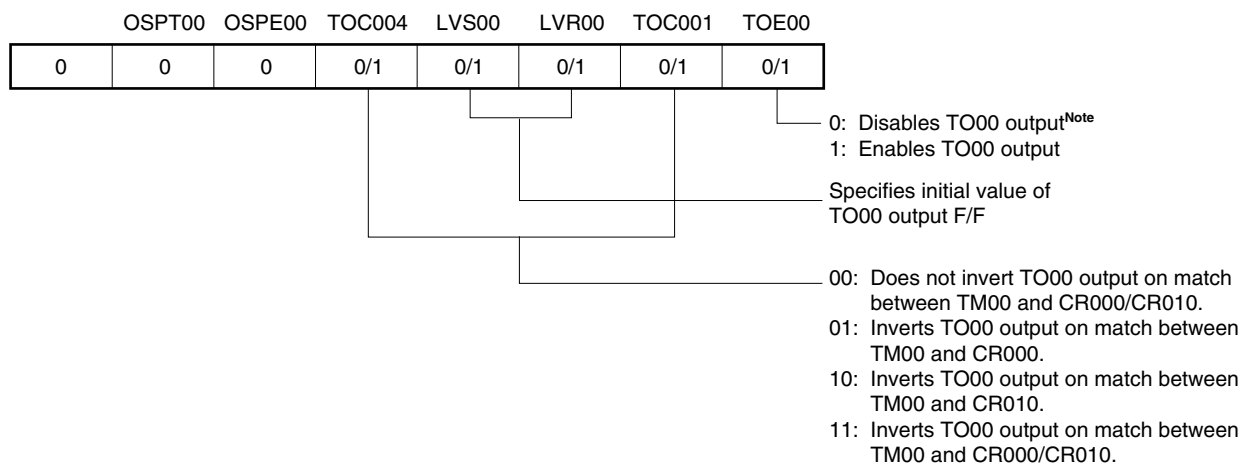 OSPT00 OSPE00 TOC004 LVS00 LVR00 TOC001 TOE00
0 0 0 0/1 0/1 0/1 0/1 0/1
0: Disables TO00 output Note
1: Enables TO00 output
Specifies initial value of
TO00 output F/F
00: Does not invert TO00 output on match
between TM00 and CR000/CR010.
01: Inverts TO00 output on match between
TM00 and CR000.
10: Inverts TO00 output on match between
TM00 and CR010.
11: Inverts TO00 output on match between
TM00 and CR000/CR010.